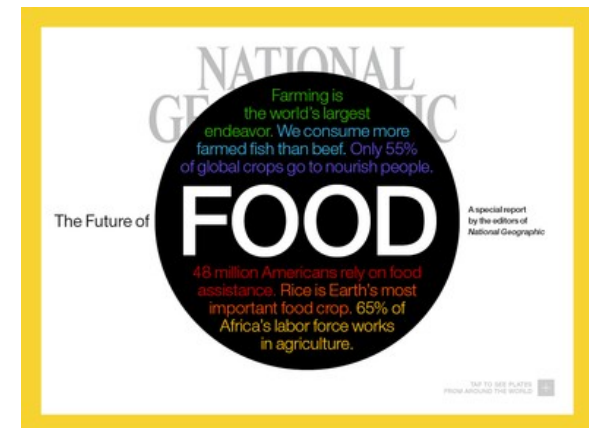 NATIONAL
GEOGRAPHIC
Farming is
the world's largest
endeavor. We consume more
farmed fish than beef. Only 55%
of global crops go to nourish people.
The Future of
FOOD
A special report
by the editors of
National Geographic
48 million Americans rely on food
assistance. Rice is Earth's most
important food crop. 65% of
Africa's labor force works
in agriculture.
TAP TO SEE PLATES
FROM AROUND THE WORLD